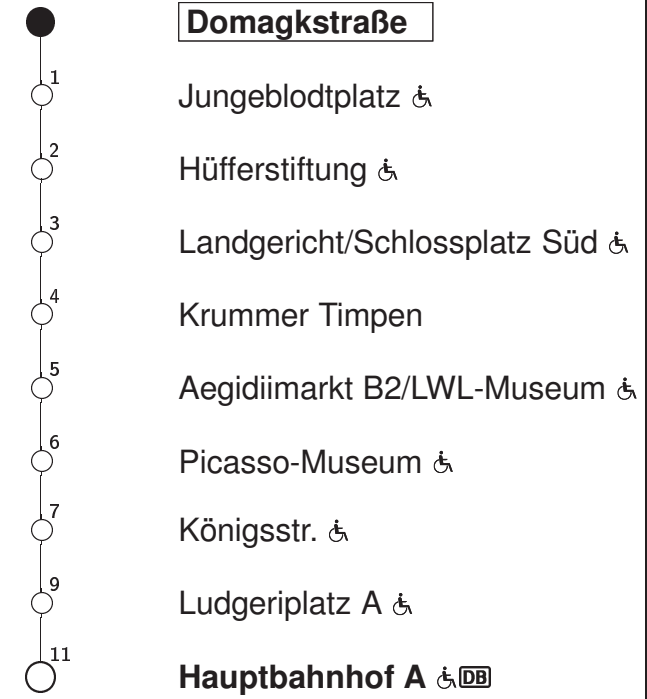 Domagkstraße
1 Jungeblodtplatz
2 Hüfferstiftung
3 Landgericht/Schlossplatz Süd
4 Krummer Timpen
5 Aegidiimarkt B2/LWL-Museum
6 Picasso-Museum
7 Königsstr.
9 Ludgeriplatz A
11 Hauptbahnhof A DB